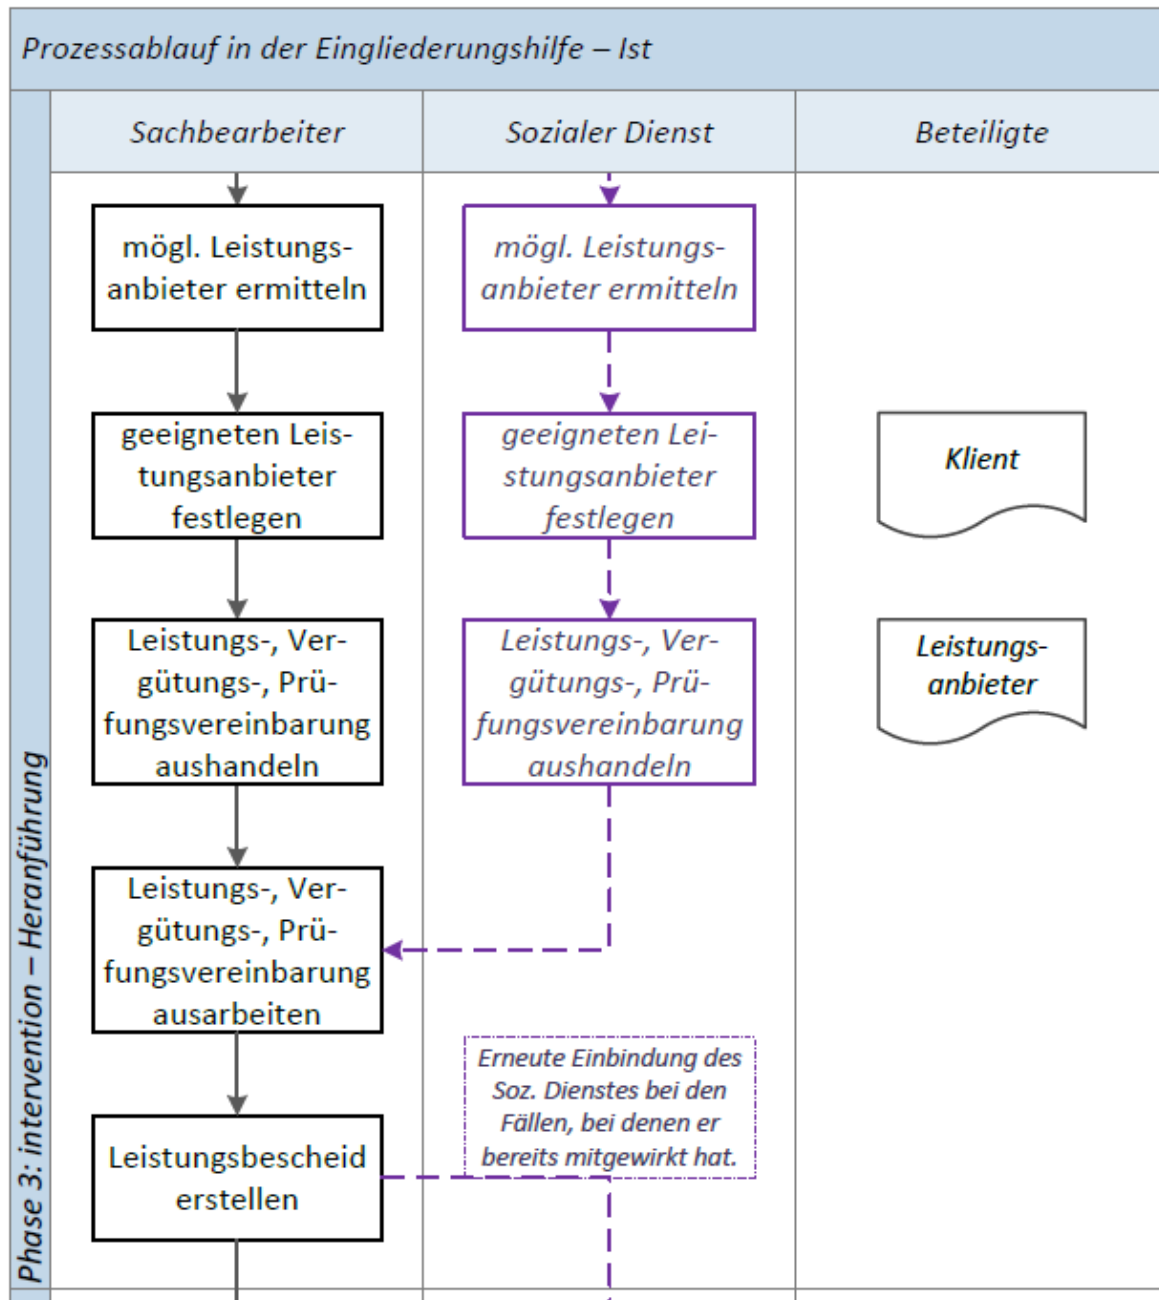 Prozessablauf in der Eingliederungshilfe – Ist
Sachbearbeiter
Sozialer Dienst
Beteiligte
Phase 3: intervention – Heranführung
mögl. Leistungs-
anbieter ermitteln
mögl. Leistungs-
anbieter ermitteln
geeigneten Leis-
tungsanbieter
festlegen
geeigneten Lei-
stungsanbieter
festlegen
Klient
Leistungs-, Ver-
gütungs-, Prü-
fungsvereinbarung
aushandeln
Leistungs-, Ver-
gütungs-, Prü-
fungsvereinbarung
aushandeln
Leistungs-
anbieter
Leistungs-, Ver-
gütungs-, Prü-
fungsvereinbarung
ausarbeiten
Erneute Einbindung des
Soz. Dienstes bei den
Fällen, bei denen er
bereits mitgewirkt hat.
Leistungsbescheid
erstellen